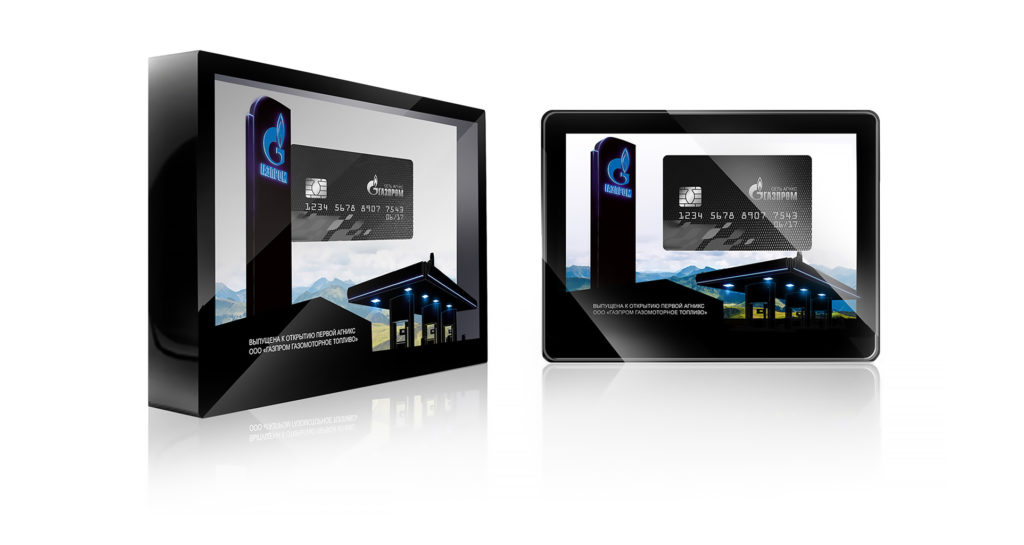 ГАЗПРОМ
СЕТЬ АГНКС
ГАЗПРОМ
1234 5678 8907 7543
06/17
ВЫПУЩЕНА К ОТКРЫТИЮ ПЕРВОЙ АГНКС
ООО «ГАЗПРОМ ГАЗОМОТОРНОЕ ТОПЛИВО»
ГАЗПРОМ
СЕТЬ АГНКС
ГАЗПРОМ
1234 5678 8907 7543
06/17
ВЫПУЩЕНА К ОТКРЫТИЮ ПЕРВОЙ АГНКС
ООО «ГАЗПРОМ ГАЗОМОТОРНОЕ ТОПЛИВО»